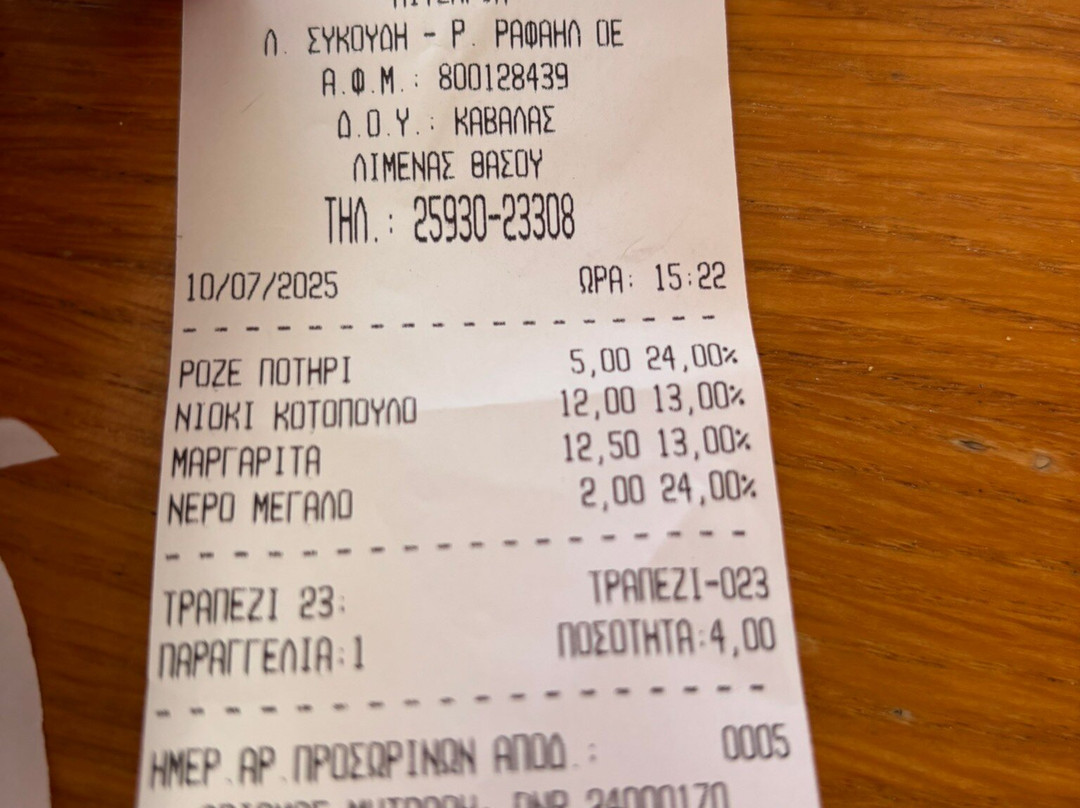 Λ. ΣΥΚΟΥΔΗ - Ρ. ΡΑΦΑΗΛ ΟΕ
Α.Φ.Μ.: 800128439
Δ.Ο.Υ.: ΚΑΒΑΛΑΣ
ΛΙΜΕΝΑΣ ΘΑΣΟΥ
ΤΗΛ.: 25930-23308
10/07/2025 ΩΡΑ: 15:22
ΡΟΖΕ ΠΟΤΗΡΙ 5,00 24,00%
ΝΙΟΚΙ ΚΟΤΟΠΟΥΛΟ 12,00 13,00%
ΜΑΡΓΑΡΙΤΑ 12,50 13,00%
ΝΕΡΟ ΜΕΓΑΛΟ 2,00 24,00%
ΤΡΑΠΕΖΙ 23: ΤΡΑΠΕΖΙ-023
ΠΑΡΑΓΓΕΛΙΑ:1 ΠΟΣΟΤΗΤΑ:4,00
ΗΜΕΡ.ΑΡ.ΠΡΟΣΩΡΙΝΩΝ ΑΠΟΔ.: 0005